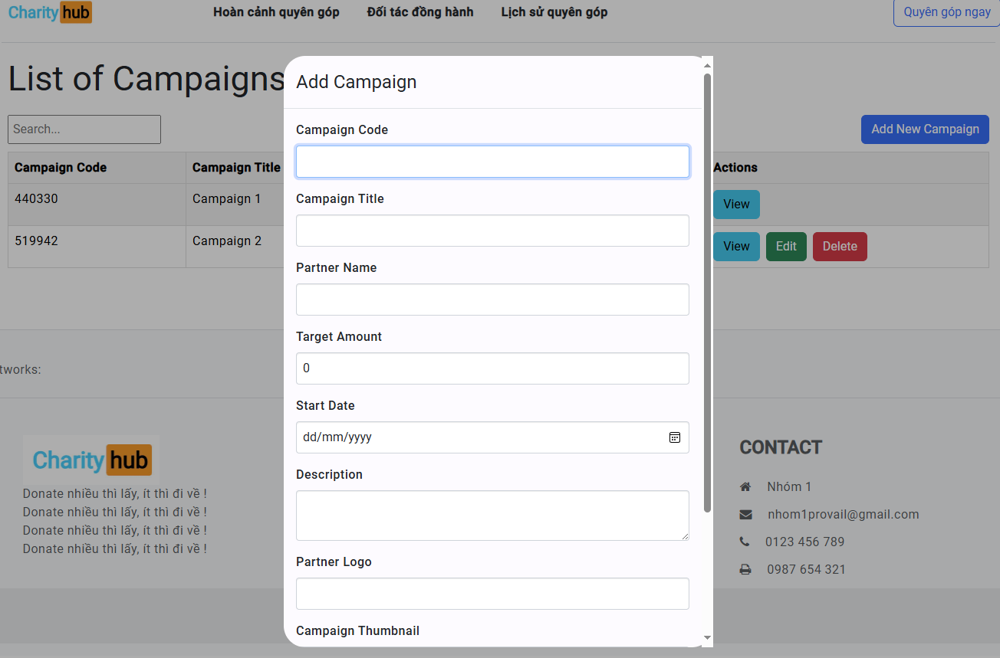 Charity hub
Hoàn cảnh quyên góp
Đối tác đồng hành
Lịch sử quyên góp
Quyên góp ngay
List of Campaigns
Search...
Add New Campaign
Campaign Code
Campaign Title
Actions
440330
Campaign 1
View
519942
Campaign 2
View
Edit
Delete
Add Campaign
Campaign Code
Campaign Title
Partner Name
Target Amount
0
Start Date
dd/mm/yyyy
Description
Partner Logo
Campaign Thumbnail
tworks:
Charity hub
Donate nhiều thì lấy, ít thì đi về !
Donate nhiều thì lấy, ít thì đi về !
Donate nhiều thì lấy, ít thì đi về !
Donate nhiều thì lấy, ít thì đi về !
CONTACT
Nhóm 1
nhom1provail@gmail.com
0123 456 789
0987 654 321